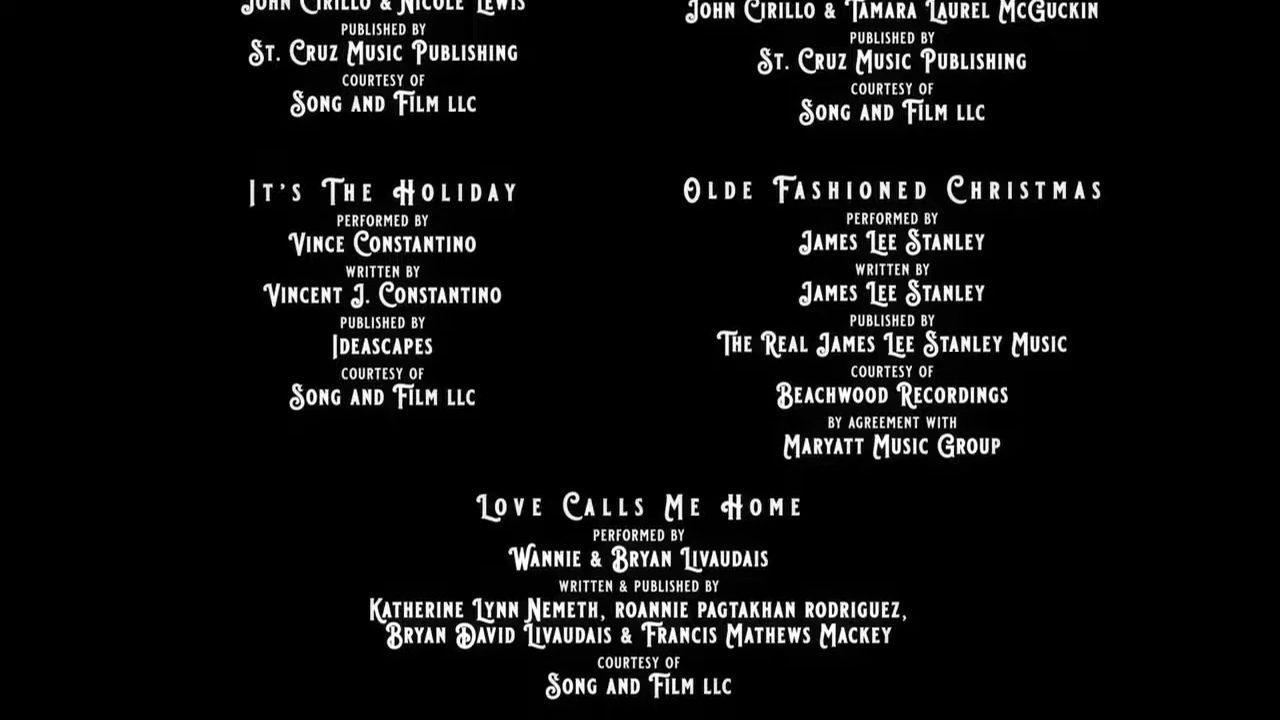 John Cirillo & Nicole Lewis
published by
St. Cruz Music Publishing
courtesy of
Song and Film LLC
John Cirillo & Tamara Laurel McGuckin
published by
St. Cruz Music Publishing
courtesy of
Song and Film LLC
It's The Holiday
performed by
Vince Constantino
written by
Vincent J. Constantino
published by
Ideascapes
courtesy of
Song and Film LLC
Olde Fashioned Christmas
performed by
James Lee Stanley
written by
James Lee Stanley
published by
The Real James Lee Stanley Music
courtesy of
Beachwood Recordings
by agreement with
Maryatt Music Group
Love Calls Me Home
performed by
Wannie & Bryan Livaudais
written & published by
Katherine Lynn Nemeth, roannie pagtakhan rodriguez,
Bryan David Livaudais & Francis Mathews Mackey
courtesy of
Song and Film LLC